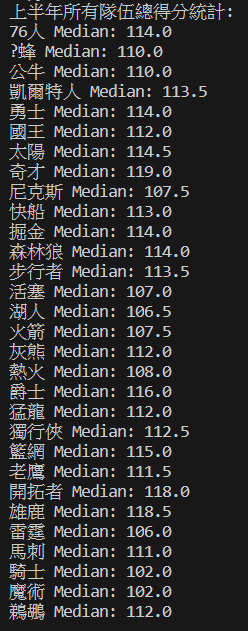 上半年所有隊伍總得分統計:
76人 Median: 114.0
?蜂 Median: 110.0
公牛 Median: 110.0
凱爾特人 Median: 113.5
勇士 Median: 114.0
國王 Median: 112.0
太陽 Median: 114.5
奇才 Median: 119.0
尼克斯 Median: 107.5
快船 Median: 113.0
掘金 Median: 114.0
森林狼 Median: 114.0
步行者 Median: 113.5
活塞 Median: 107.0
湖人 Median: 106.5
火箭 Median: 107.5
灰熊 Median: 112.0
熱火 Median: 108.0
爵士 Median: 116.0
猛龍 Median: 112.0
獨行俠 Median: 112.5
籃網 Median: 115.0
老鷹 Median: 111.5
開拓者 Median: 118.0
雄鹿 Median: 118.5
雷霆 Median: 106.0
馬刺 Median: 111.0
騎士 Median: 102.0
魔術 Median: 102.0
鵜鶘 Median: 112.0